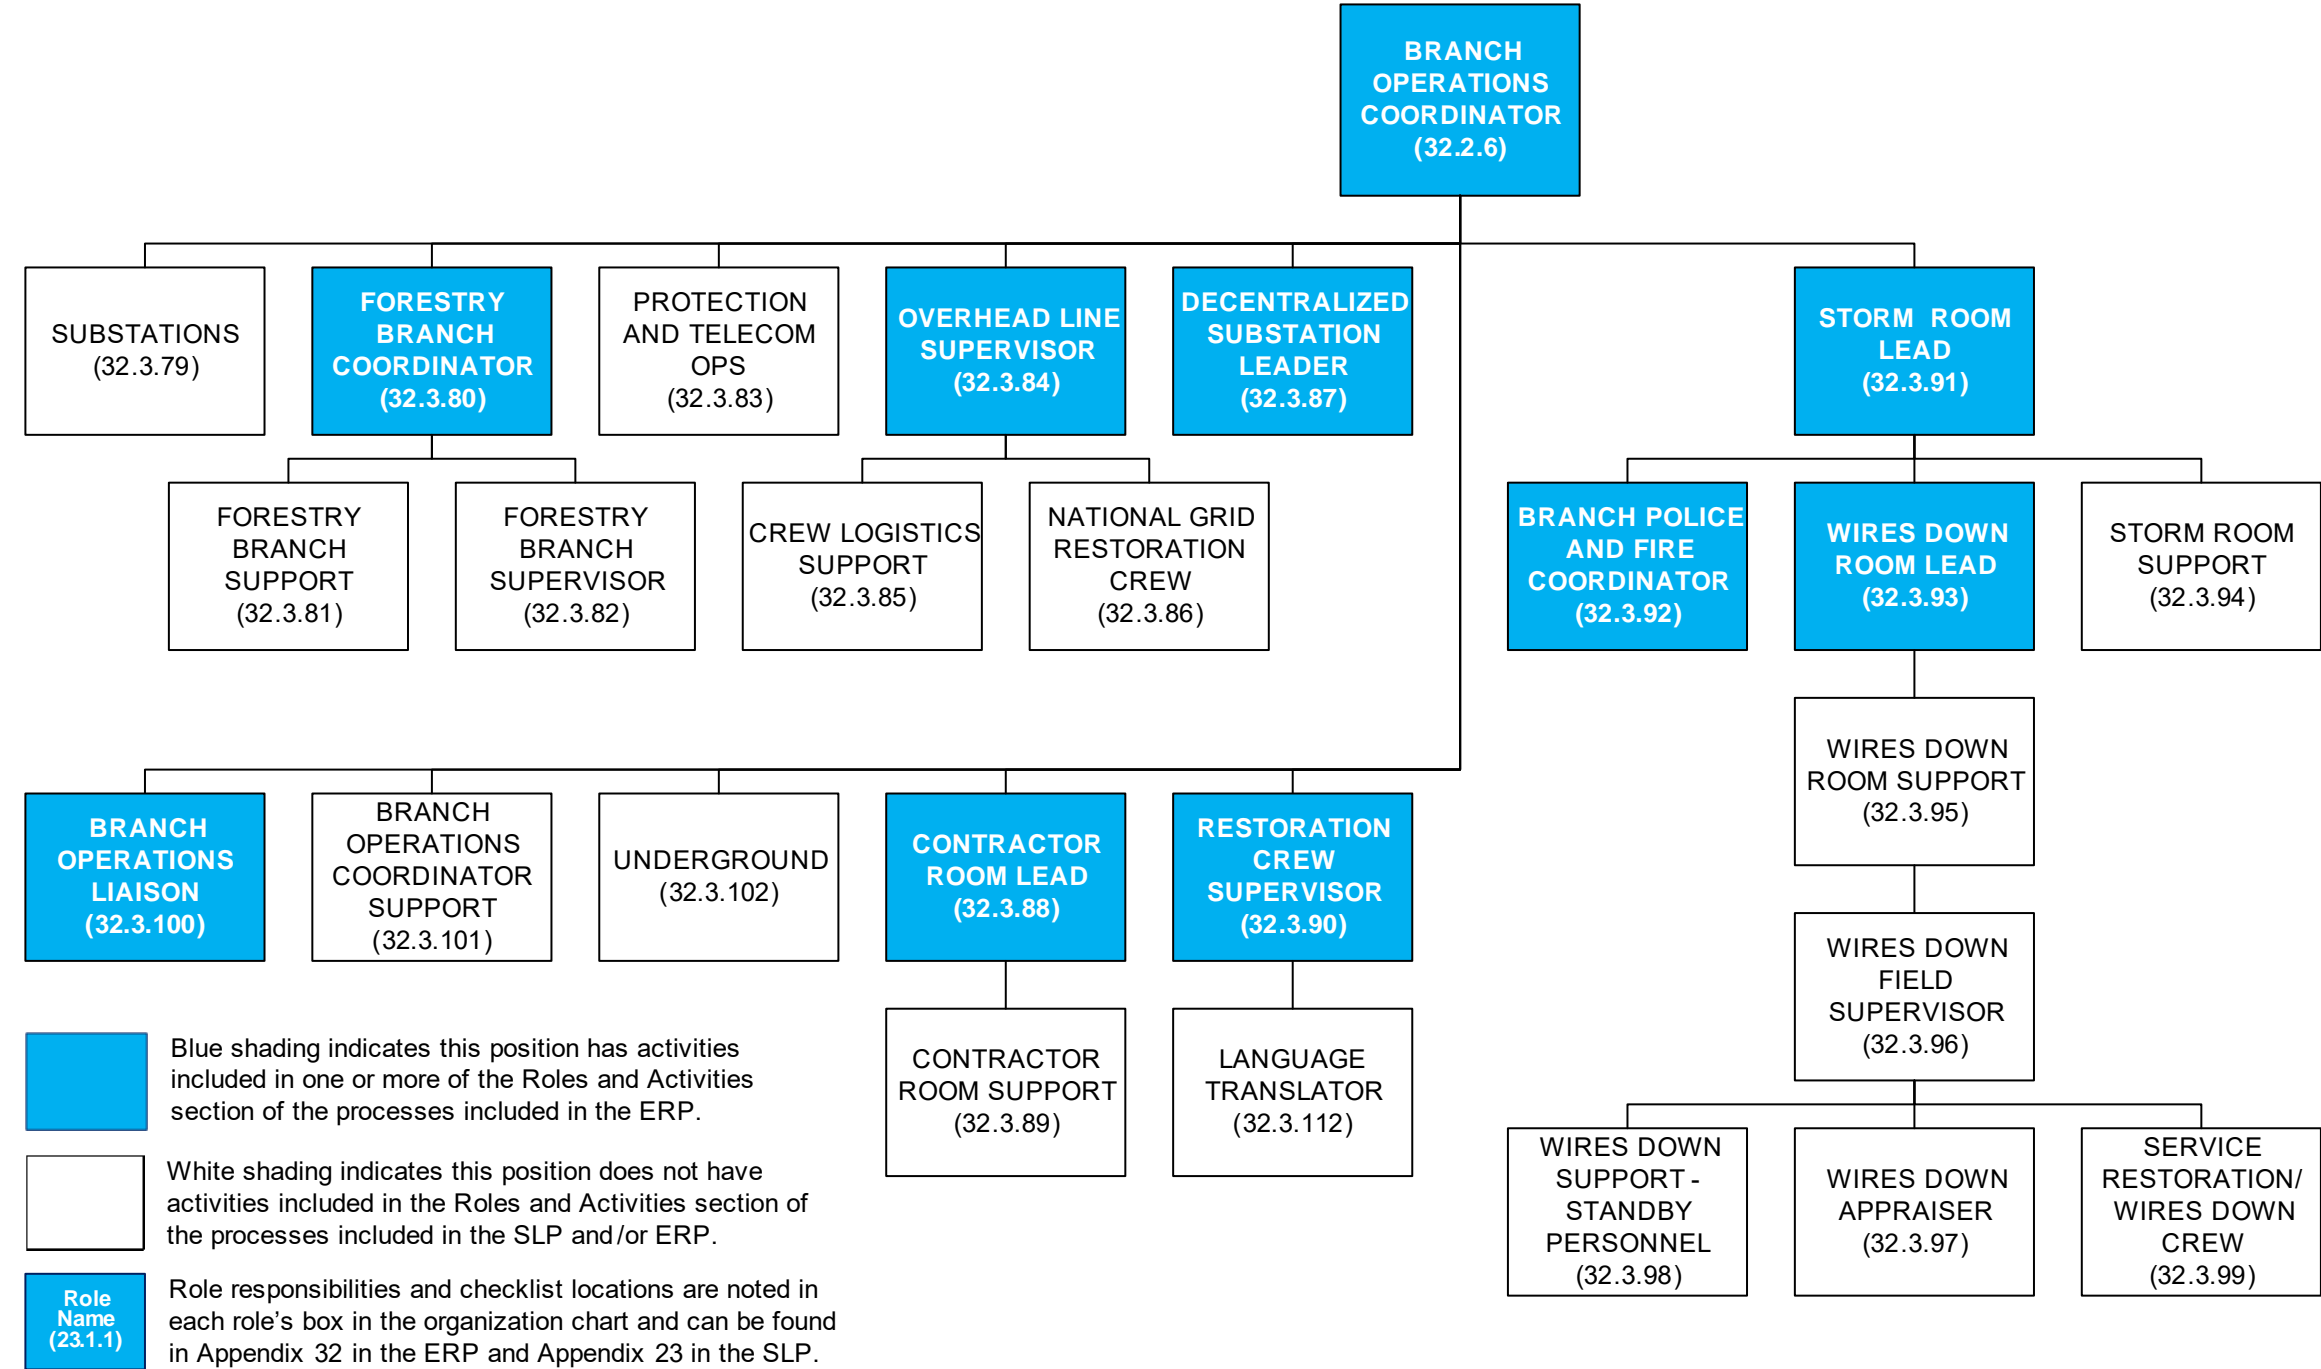 BRANCH
OPERATIONS
COORDINATOR
(32.2.6)
SUBSTATIONS
(32.3.79)
FORESTRY
BRANCH
COORDINATOR
(32.3.80)
PROTECTION
AND TELECOM
OPS
(32.3.83)
OVERHEAD LINE
SUPERVISOR
(32.3.84)
DECENTRALIZED
SUBSTATION
LEADER
(32.3.87)
STORM ROOM
LEAD
(32.3.91)
FORESTRY
BRANCH
SUPPORT
(32.3.81)
FORESTRY
BRANCH
SUPERVISOR
(32.3.82)
CREW LOGISTICS
SUPPORT
(32.3.85)
NATIONAL GRID
RESTORATION
CREW
(32.3.86)
BRANCH POLICE
AND FIRE
COORDINATOR
(32.3.92)
WIRES DOWN
ROOM LEAD
(32.3.93)
STORM ROOM
SUPPORT
(32.3.94)
WIRES DOWN
ROOM SUPPORT
(32.3.95)
BRANCH
OPERATIONS
LIAISON
(32.3.100)
BRANCH
OPERATIONS
COORDINATOR
SUPPORT
(32.3.101)
UNDERGROUND
(32.3.102)
CONTRACTOR
ROOM LEAD
(32.3.88)
RESTORATION
CREW
SUPERVISOR
(32.3.90)
WIRES DOWN
FIELD
SUPERVISOR
(32.3.96)
CONTRACTOR
ROOM SUPPORT
(32.3.89)
LANGUAGE
TRANSLATOR
(32.3.112)
WIRES DOWN
SUPPORT -
STANDBY
PERSONNEL
(32.3.98)
WIRES DOWN
APPRAISER
(32.3.97)
SERVICE
RESTORATION/
WIRES DOWN
CREW
(32.3.99)
Blue shading indicates this position has activities
included in one or more of the Roles and Activities
section of the processes included in the ERP.
White shading indicates this position does not have
activities included in the Roles and Activities section of
the processes included in the SLP and/or ERP.
Role
Name
(23.1.1)
Role responsibilities and checklist locations are noted in
each role's box in the organization chart and can be found
in Appendix 32 in the ERP and Appendix 23 in the SLP.